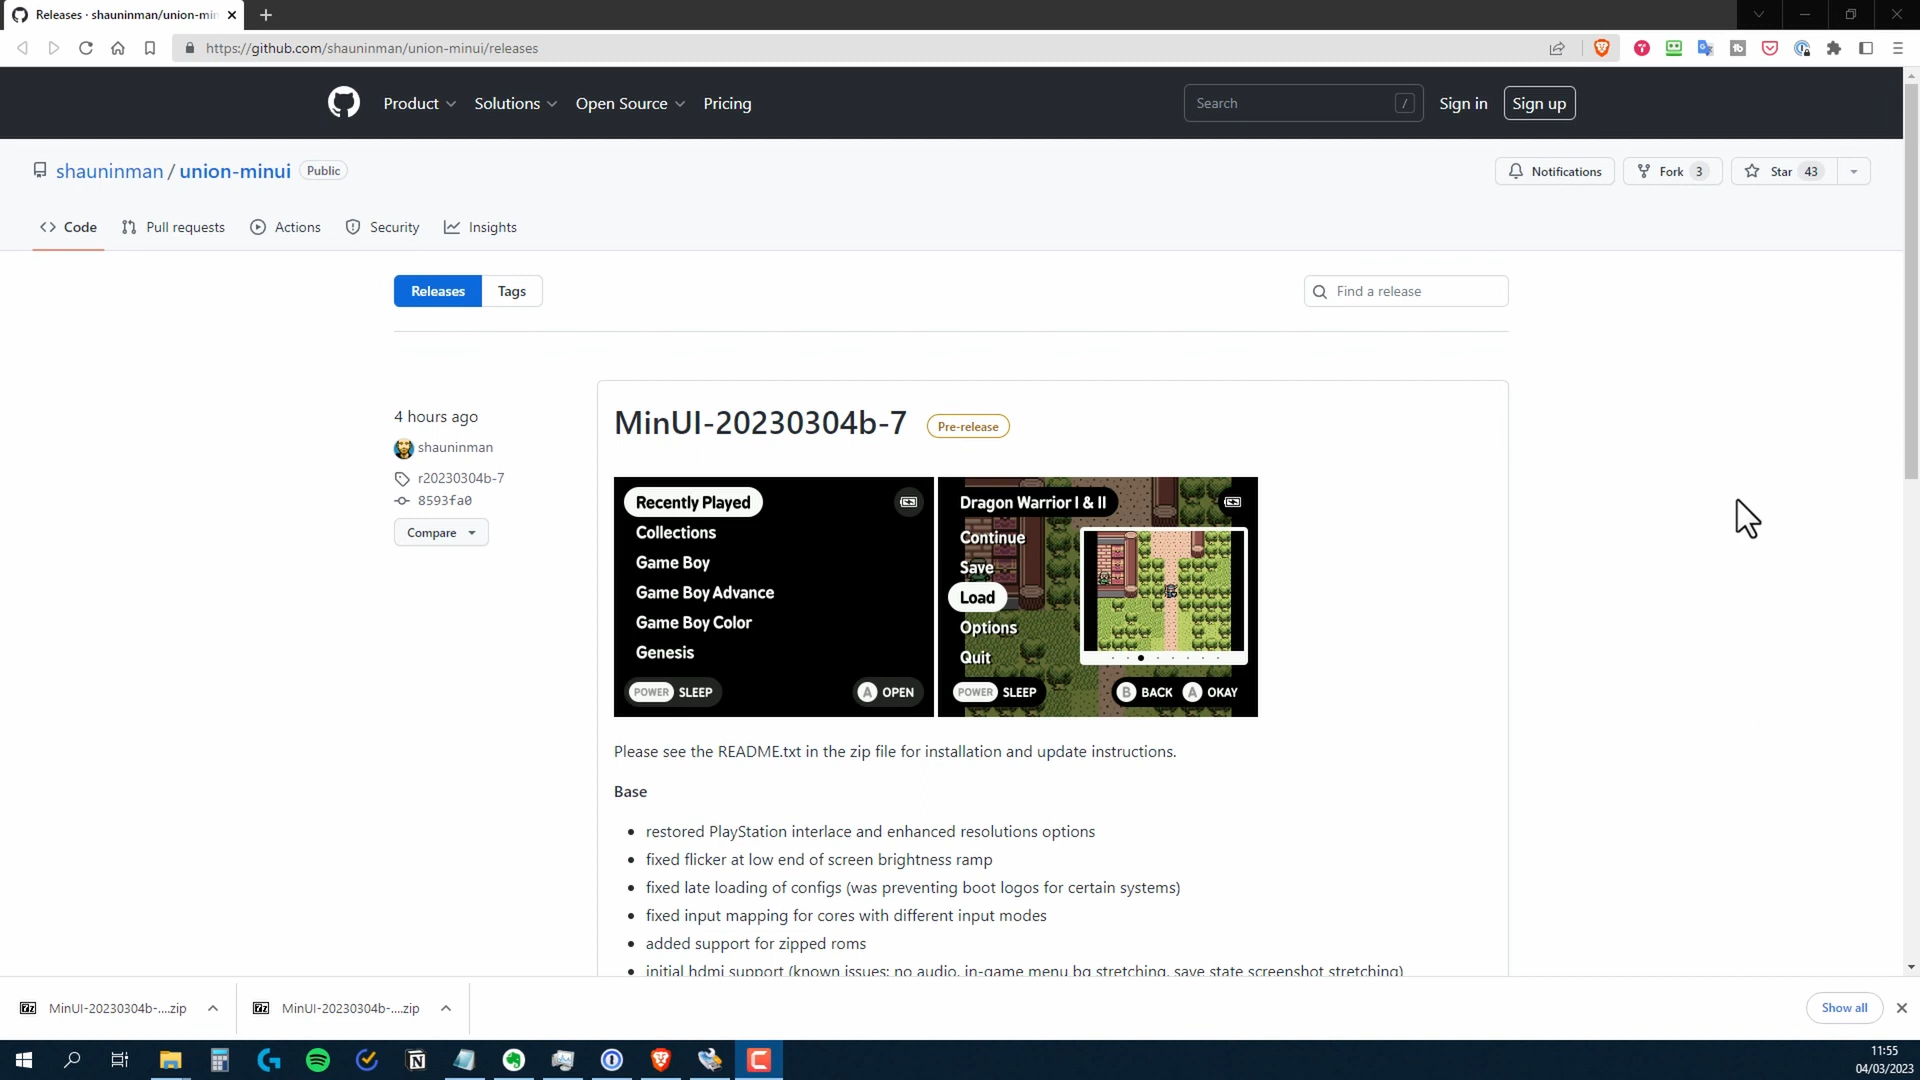 Releases · shauninman/union-min
https://github.com/shauninman/union-minui/releases
Product
Solutions
Open Source
Pricing
Search
/
Sign in
Sign up
shauninman / union-minui
Public
Notifications
Fork 3
Star 43
Code
Pull requests
Actions
Security
Insights
Releases
Tags
Find a release
4 hours ago
shauninman
r20230304b-7
8593fa0
Compare
MinUI-20230304b-7
Pre-release
Recently Played
Collections
Game Boy
Game Boy Advance
Game Boy Color
Genesis
POWER SLEEP
A OPEN
Dragon Warrior I & II
Continue
Save
Load
Options
Quit
POWER SLEEP
B BACK A OKAY
Please see the README.txt in the zip file for installation and update instructions.
Base
• restored PlayStation interlace and enhanced resolutions options
• fixed flicker at low end of screen brightness ramp
• fixed late loading of configs (was preventing boot logos for certain systems)
• fixed input mapping for cores with different input modes
• added support for zipped roms
• initial hdmi support (known issues: no audio, in-game menu bg stretching, save state screenshot stretching)
MinUI-20230304b-....zip
MinUI-20230304b-....zip
Show all
11:55
04/03/2023